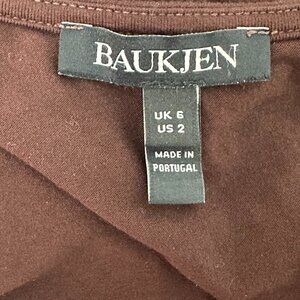 BAUKJEN
UK 6
US 2
MADE IN
PORTUGAL